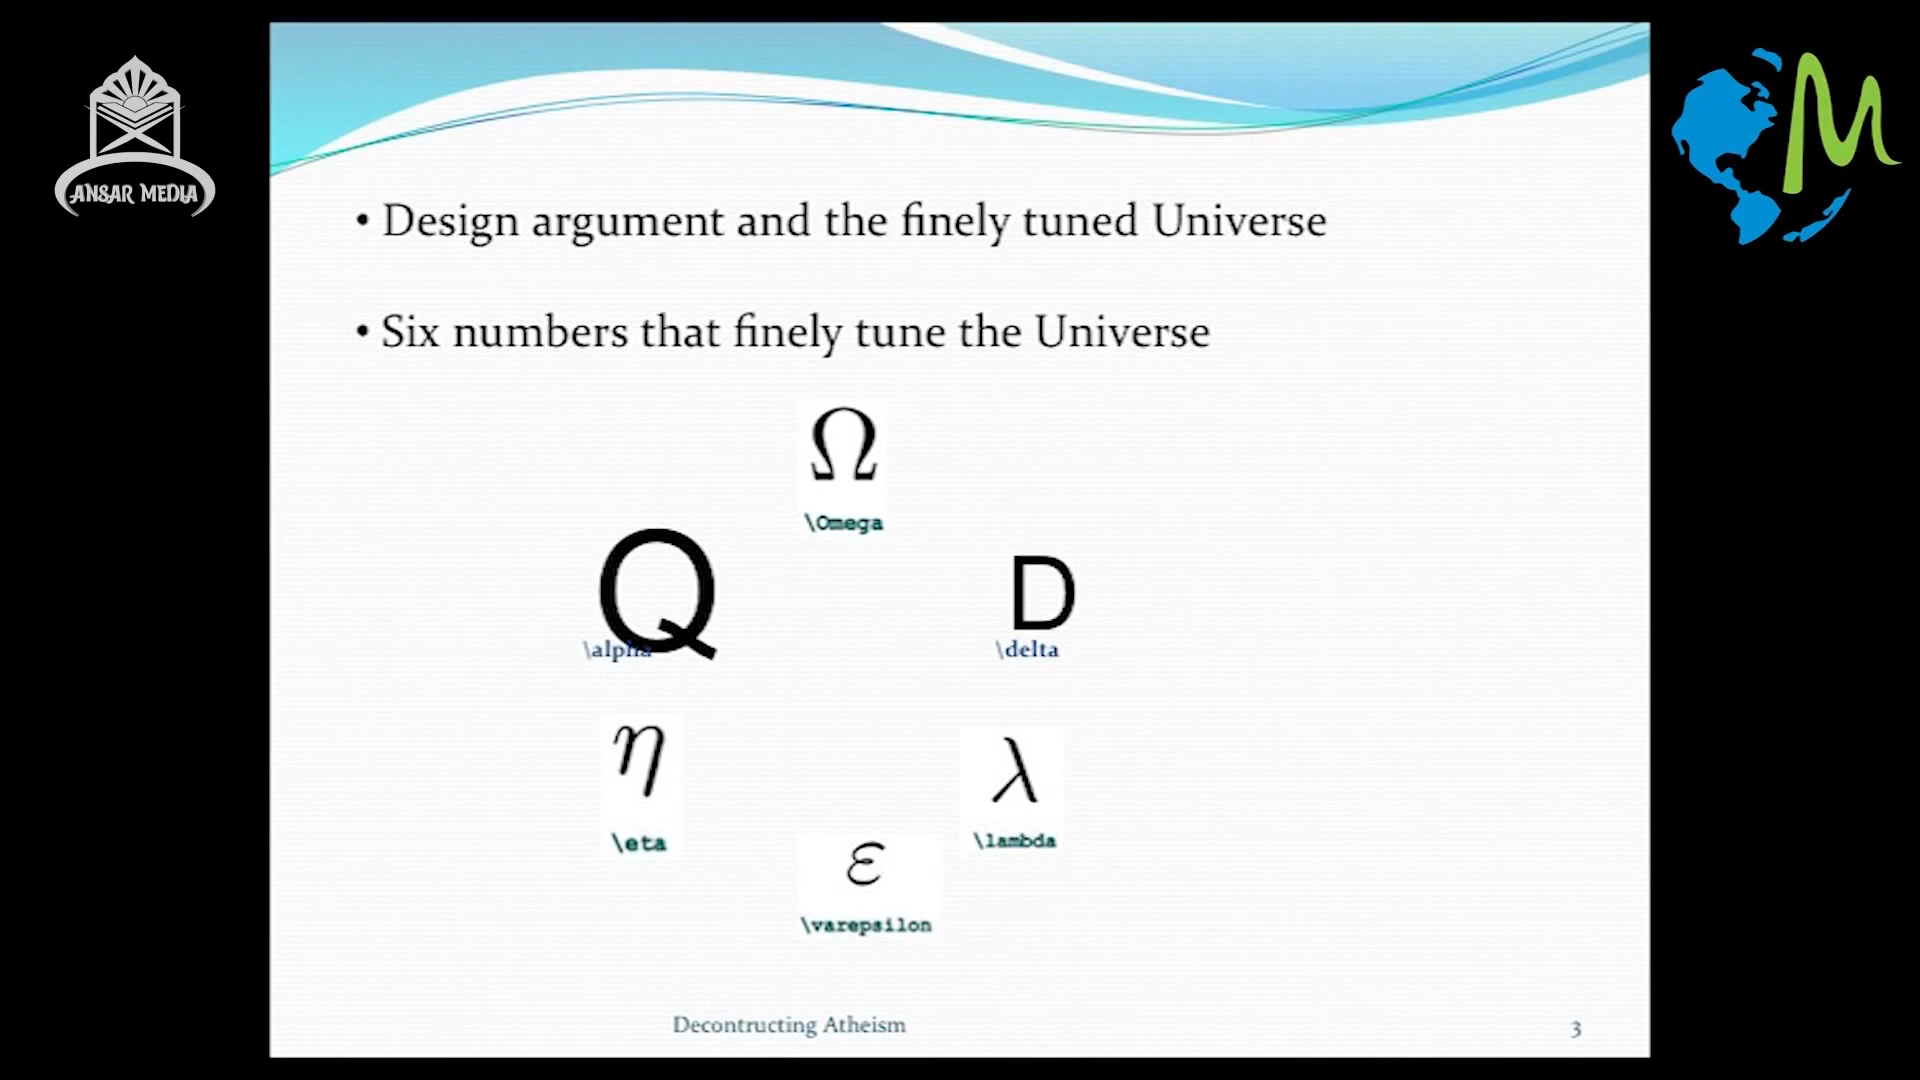 ANSAR MEDIA
M
• Design argument and the finely tuned Universe
• Six numbers that finely tune the Universe
Ω
\Omega
Q
\alpha
D
\delta
η
\eta
λ
\lambda
ε
\varepsilon
Decontructing Atheism
3